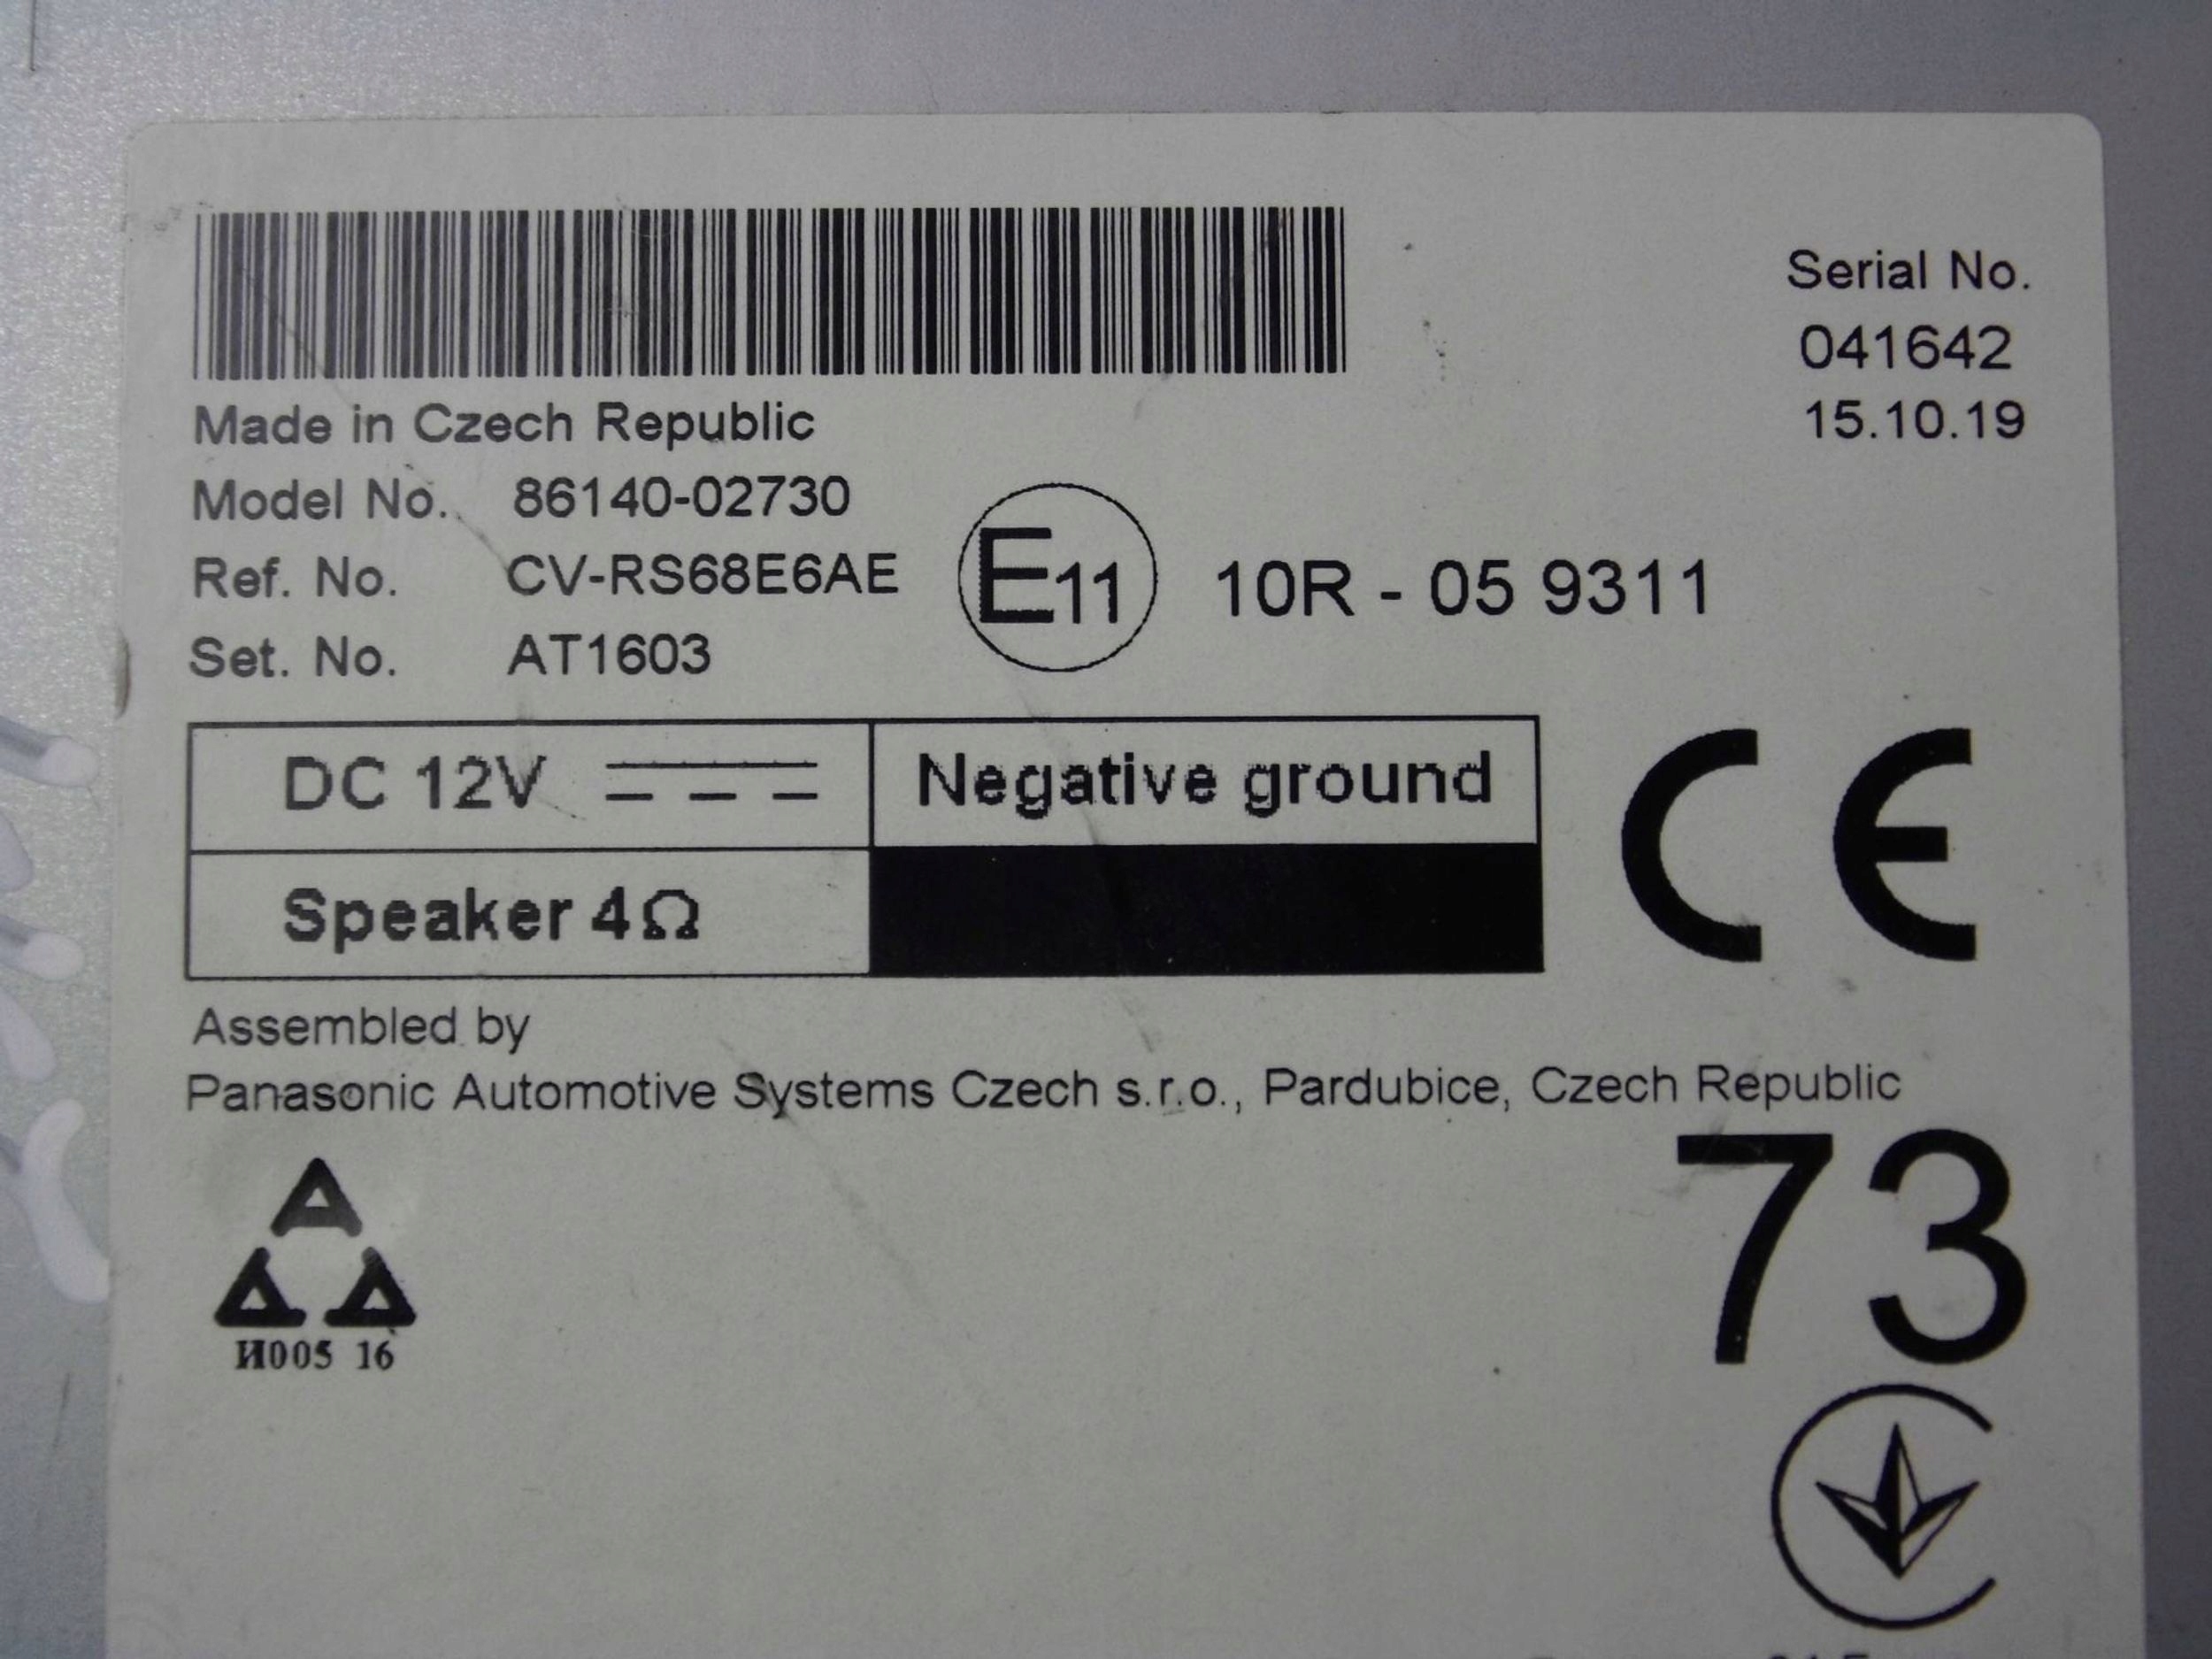 Serial No.
041642
15.10.19
Made in Czech Republic
Model No. 86140-02730
Ref. No. CV-RS68E6AE
Set. No. AT1603
E11 10R - 05 9311
DC 12V
Negative ground
Speaker 4Ω
CE
Assembled by
Panasonic Automotive Systems Czech s.r.o., Pardubice, Czech Republic
73
И005 16